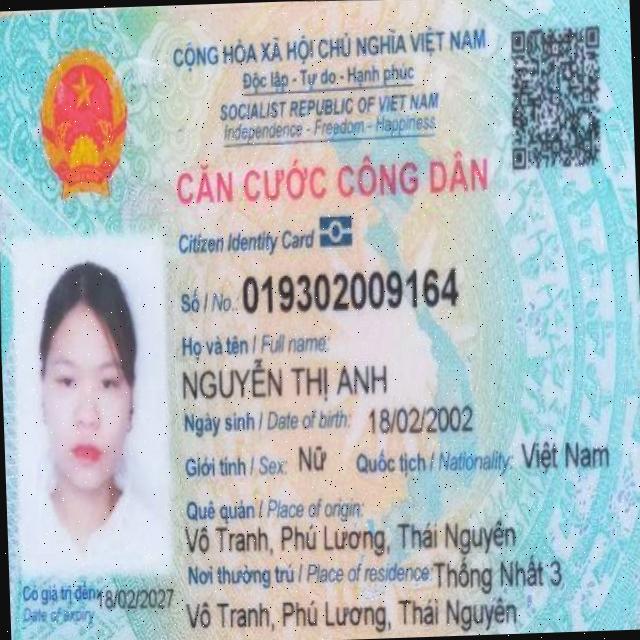 CỘNG HÒA XÃ HỘI CHỦ NGHĨA VIỆT NAM
Độc lập - Tự do - Hạnh phúc
SOCIALIST REPUBLIC OF VIET NAM
Independence - Freedom - Happiness
CĂN CƯỚC CÔNG DÂN
Citizen Identity Card
Số / No.: 019302009164
Họ và tên / Full name:
NGUYỄN THỊ ANH
Ngày sinh / Date of birth: 18/02/2002
Giới tính / Sex: Nữ Quốc tịch / Nationality: Việt Nam
Quê quán / Place of origin:
Vô Tranh, Phú Lương, Thái Nguyên
Nơi thường trú / Place of residence: Thống Nhất 3
Vô Tranh, Phú Lương, Thái Nguyên
Có giá trị đến: 18/02/2027
Date of expiry